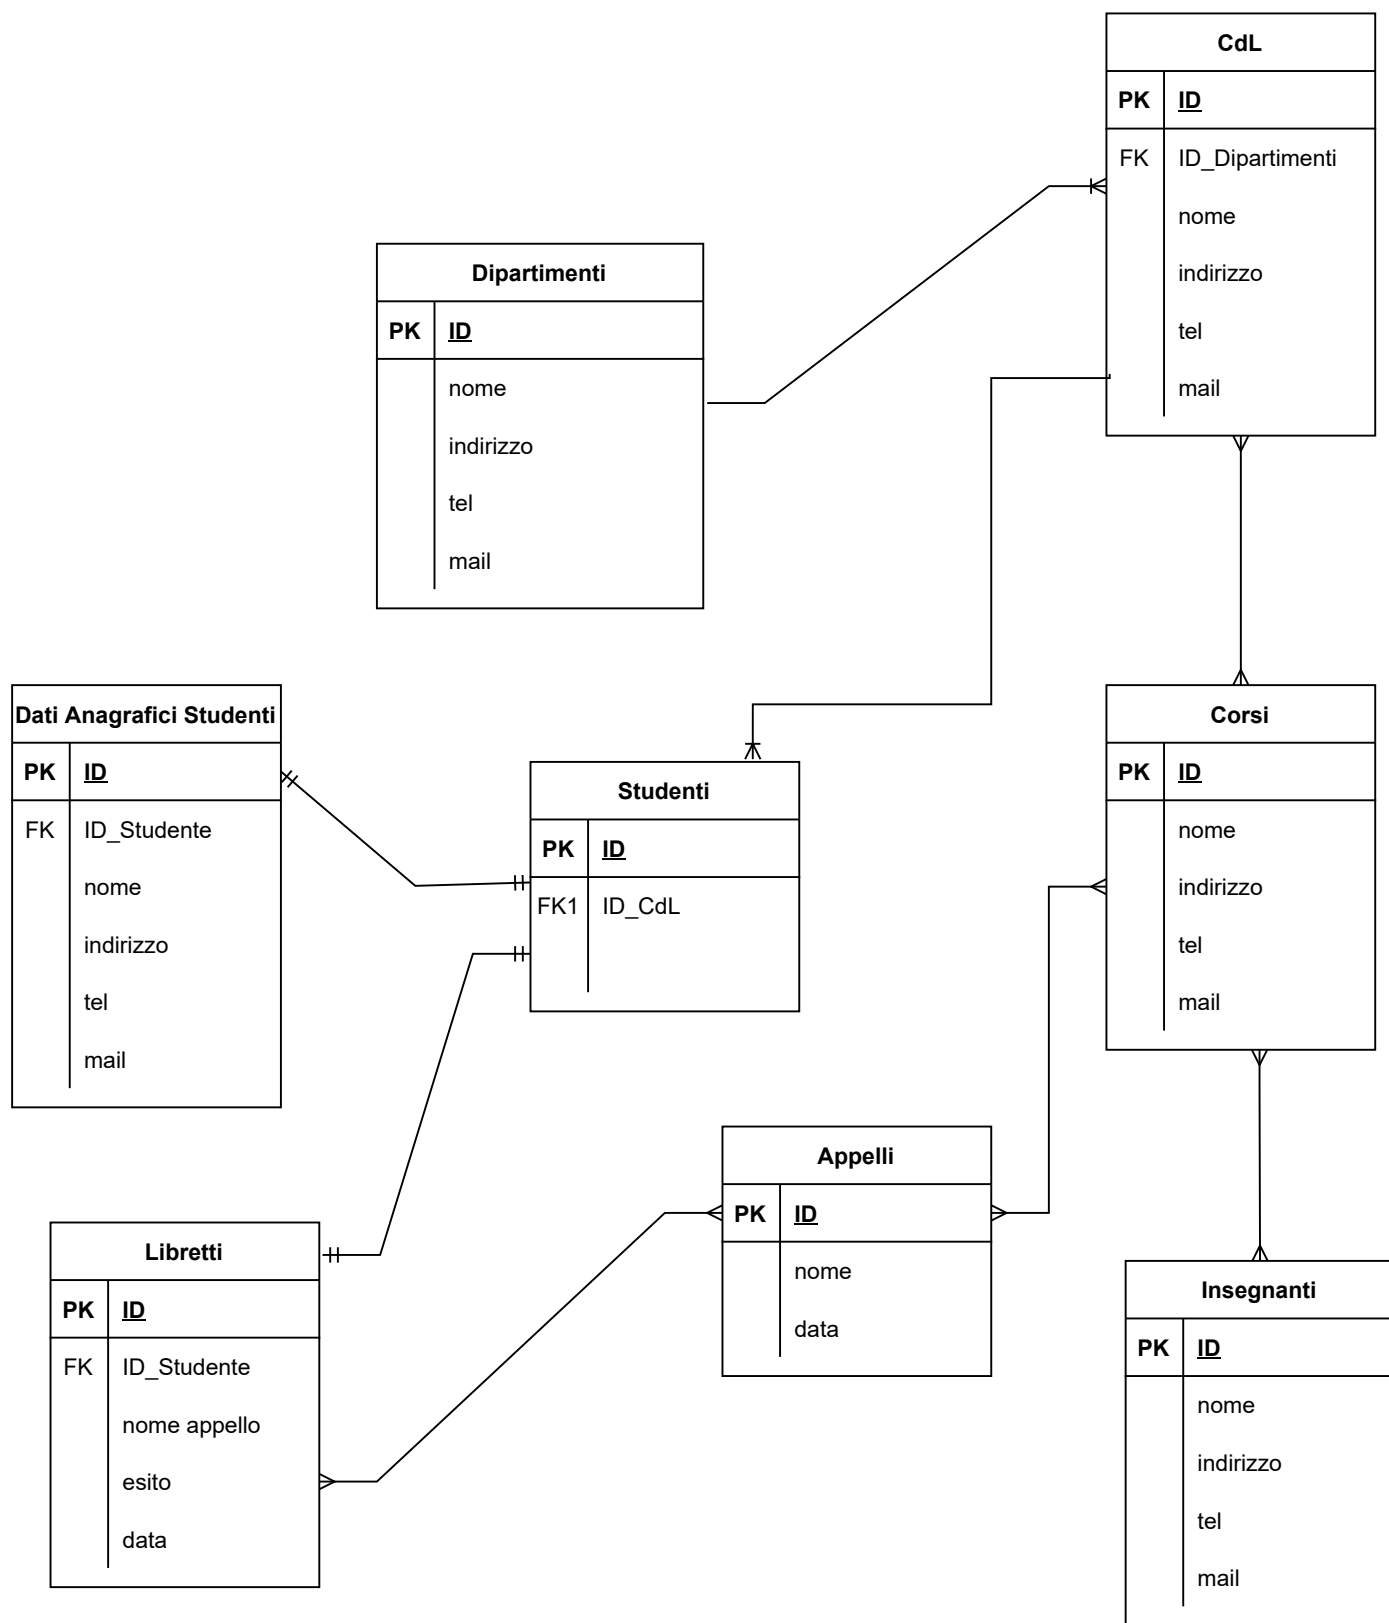 CdL
PK ID
FK ID_Dipartimenti
nome
indirizzo
tel
mail
Dipartimenti
PK ID
nome
indirizzo
tel
mail
Dati Anagrafici Studenti
PK ID
FK ID_Studente
nome
indirizzo
tel
mail
Studenti
PK ID
FK1 ID_CdL
Corsi
PK ID
nome
indirizzo
tel
mail
Appelli
PK ID
nome
data
Libretti
PK ID
FK ID_Studente
nome appello
esito
data
Insegnanti
PK ID
nome
indirizzo
tel
mail